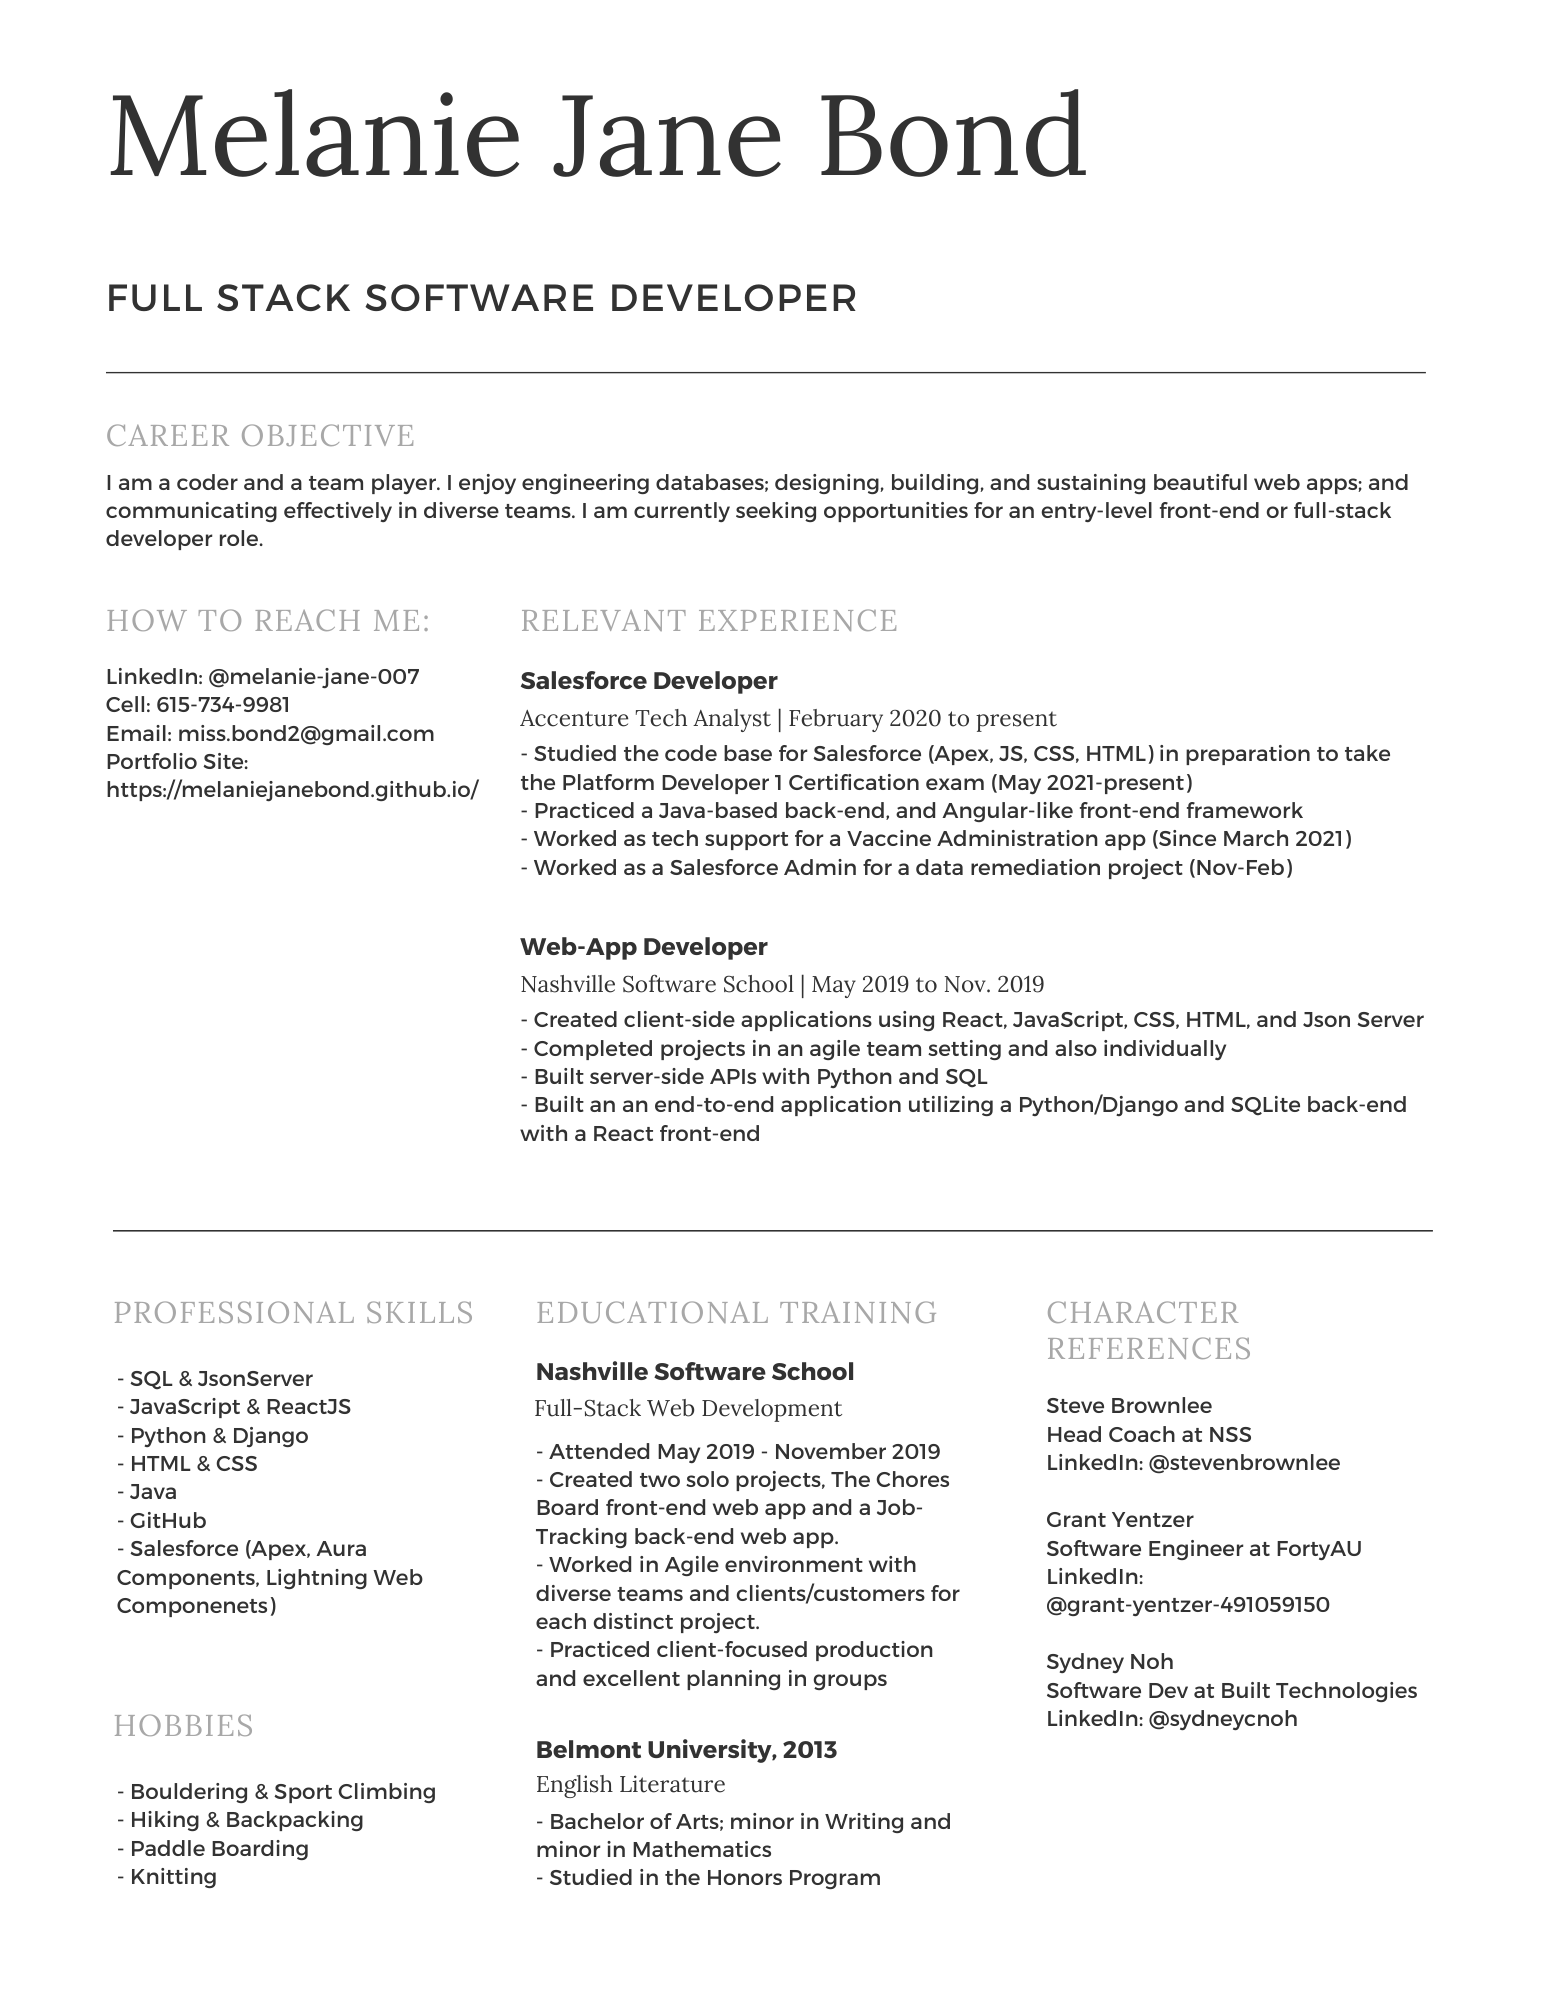 Melanie Jane Bond
FULL STACK SOFTWARE DEVELOPER
CAREER OBJECTIVE
I am a coder and a team player. I enjoy engineering databases; designing, building, and sustaining beautiful web apps; and
communicating effectively in diverse teams. I am currently seeking opportunities for an entry-level front-end or full-stack
developer role.
HOW TO REACH ME:
LinkedIn: @melanie-jane-007
Cell: 615-734-9981
Email: miss.bond2@gmail.com
Portfolio Site:
https://melaniejanebond.github.io/
RELEVANT EXPERIENCE
Salesforce Developer
Accenture Tech Analyst | February 2020 to present
- Studied the code base for Salesforce (Apex, JS, CSS, HTML) in preparation to take
the Platform Developer 1 Certification exam (May 2021-present)
- Practiced a Java-based back-end, and Angular-like front-end framework
- Worked as tech support for a Vaccine Administration app (Since March 2021)
- Worked as a Salesforce Admin for a data remediation project (Nov-Feb)
Web-App Developer
Nashville Software School | May 2019 to Nov. 2019
- Created client-side applications using React, JavaScript, CSS, HTML, and Json Server
- Completed projects in an agile team setting and also individually
- Built server-side APIs with Python and SQL
- Built an an end-to-end application utilizing a Python/Django and SQLite back-end
with a React front-end
PROFESSIONAL SKILLS
- SQL & JsonServer
- JavaScript & ReactJS
- Python & Django
- HTML & CSS
- Java
- GitHub
- Salesforce (Apex, Aura
Components, Lightning Web
Componenets)
HOBBIES
- Bouldering & Sport Climbing
- Hiking & Backpacking
- Paddle Boarding
- Knitting
EDUCATIONAL TRAINING
Nashville Software School
Full-Stack Web Development
- Attended May 2019 - November 2019
- Created two solo projects, The Chores
Board front-end web app and a Job-
Tracking back-end web app.
- Worked in Agile environment with
diverse teams and clients/customers for
each distinct project.
- Practiced client-focused production
and excellent planning in groups
Belmont University, 2013
English Literature
- Bachelor of Arts; minor in Writing and
minor in Mathematics
- Studied in the Honors Program
CHARACTER
REFERENCES
Steve Brownlee
Head Coach at NSS
LinkedIn: @stevenbrownlee
Grant Yentzer
Software Engineer at FortyAU
LinkedIn:
@grant-yentzer-491059150
Sydney Noh
Software Dev at Built Technologies
LinkedIn: @sydneycnoh